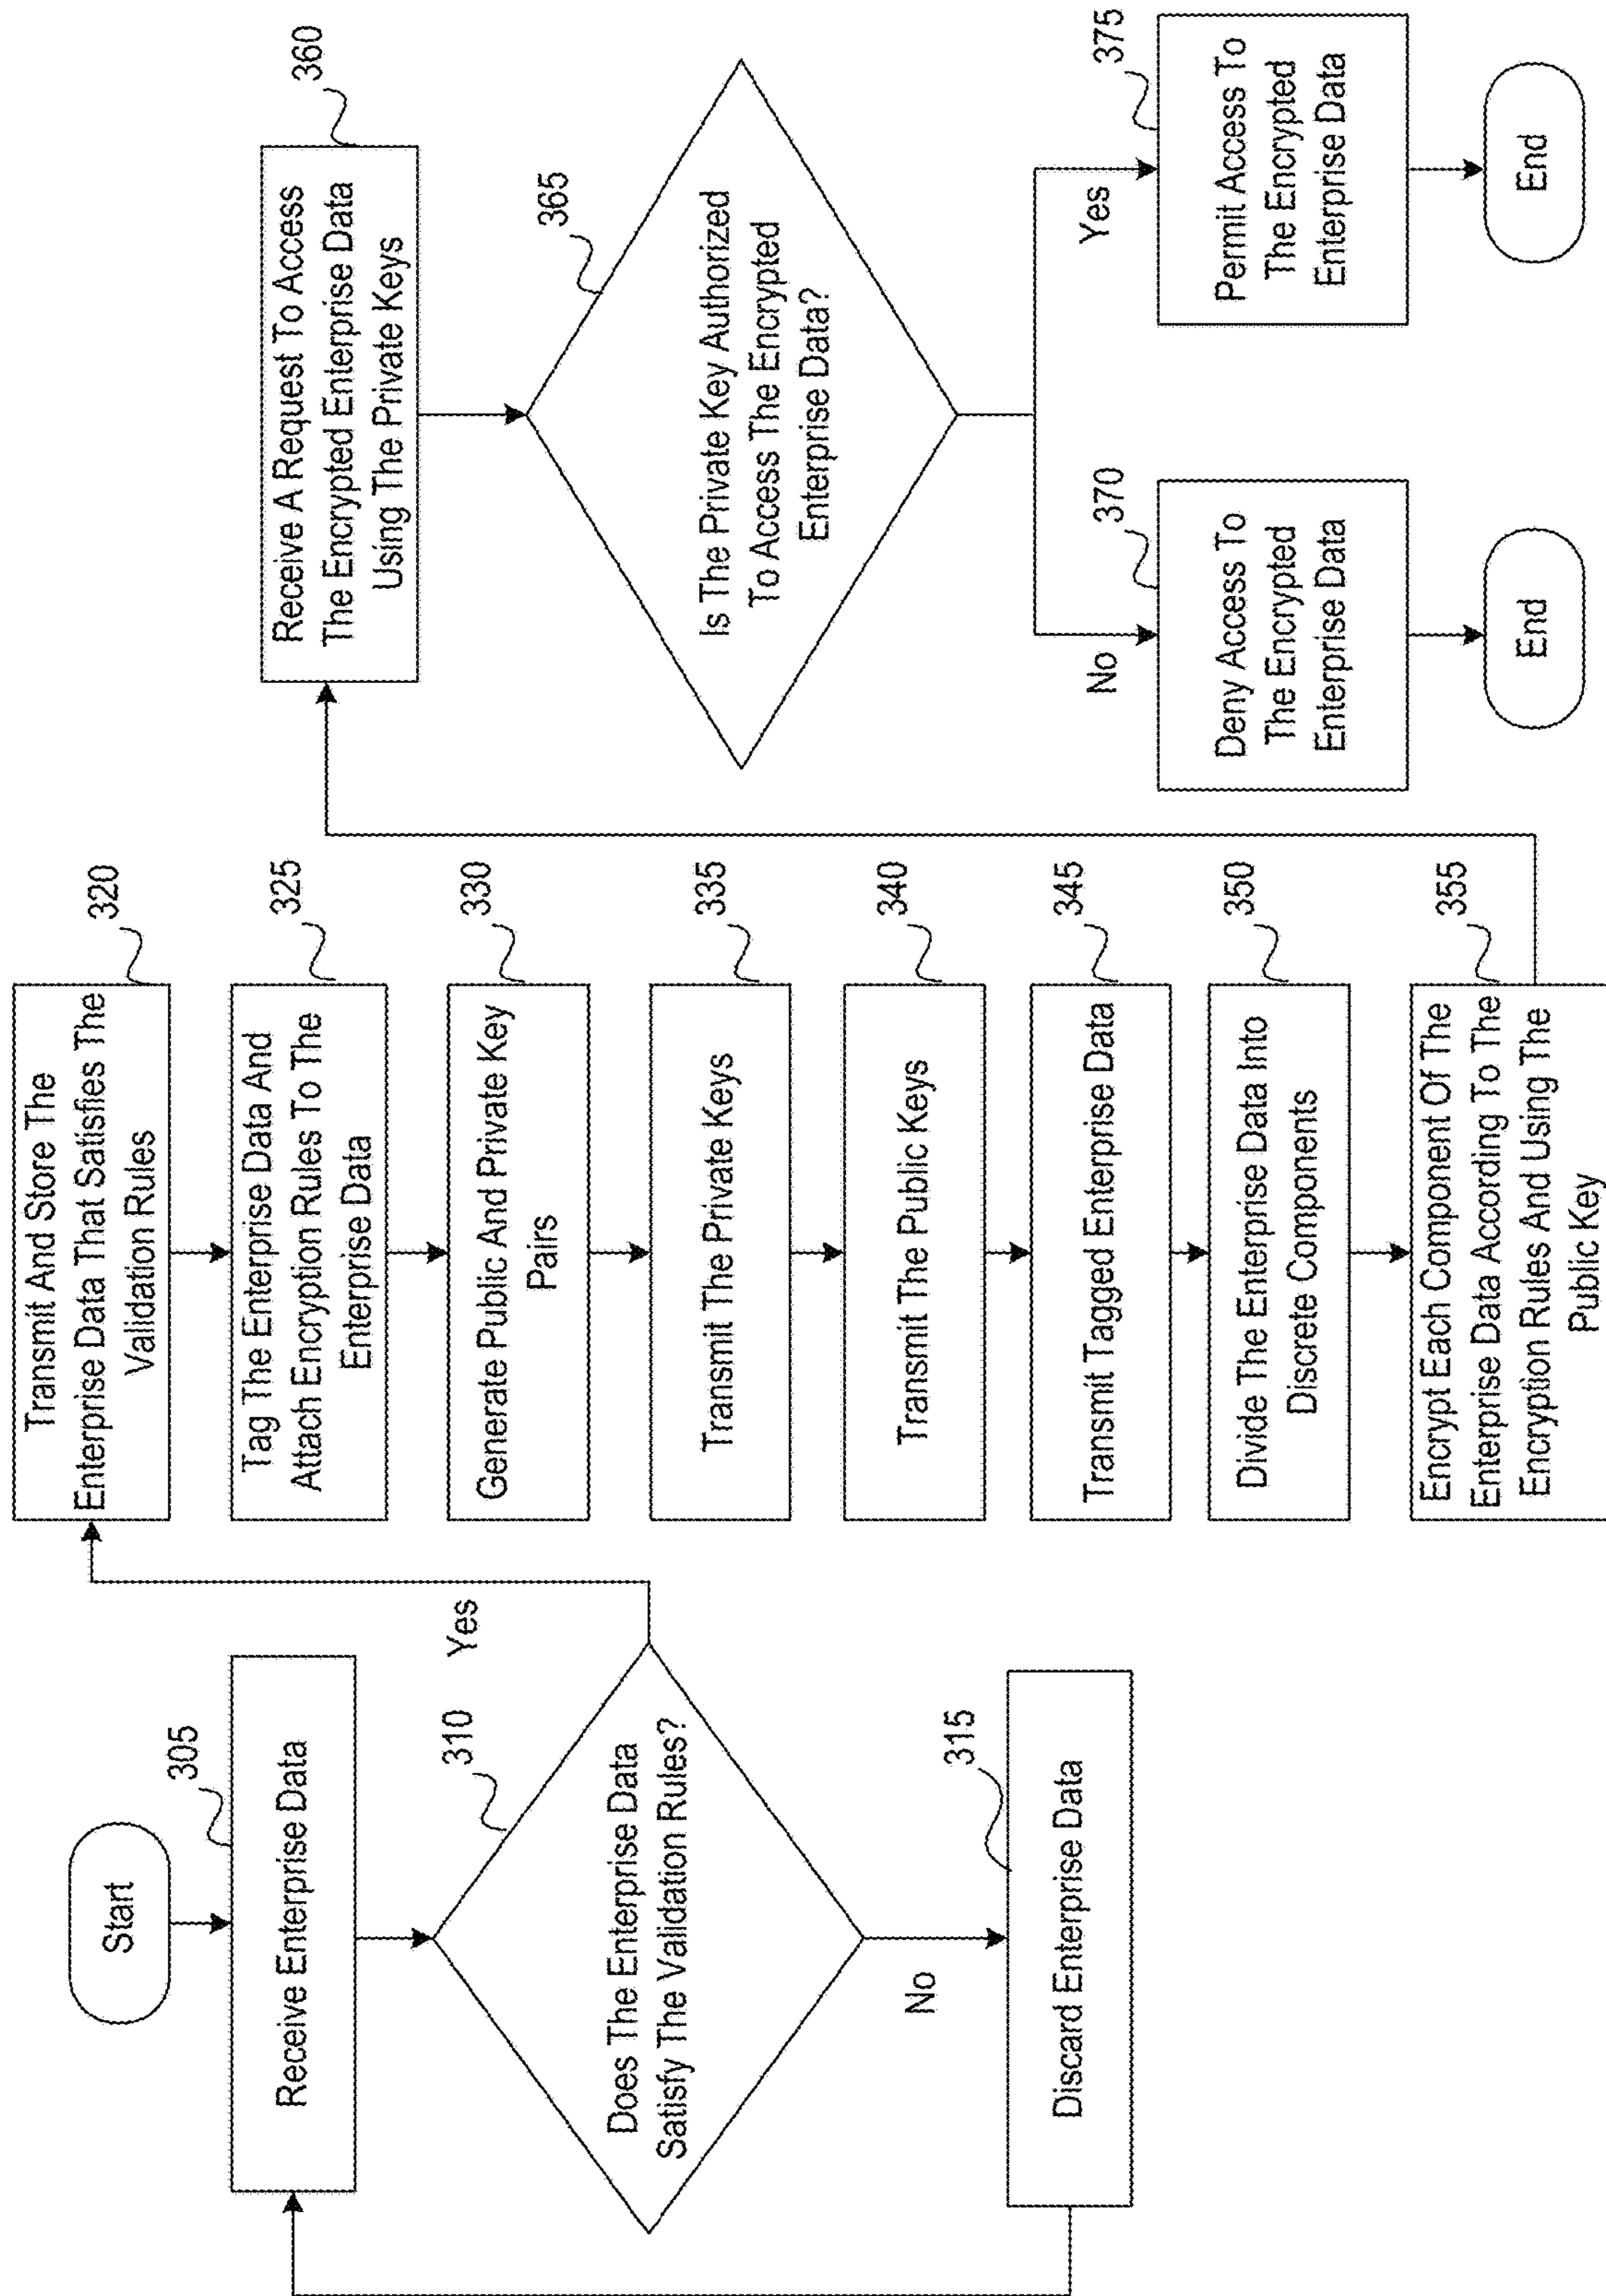 Start
305
Receive Enterprise Data
310
Does The Enterprise Data
Satisfy The Validation Rules?
Yes
No
315
Discard Enterprise Data
320
Transmit And Store The
Enterprise Data That Satisfies The
Validation Rules
325
Tag The Enterprise Data And
Attach Encryption Rules To The
Enterprise Data
330
Generate Public And Private Key
Pairs
335
Transmit The Private Keys
340
Transmit The Public Keys
345
Transmit Tagged Enterprise Data
350
Divide The Enterprise Data Into
Discrete Components
355
Encrypt Each Component Of The
Enterprise Data According To The
Encryption Rules And Using The
Public Key
360
Receive A Request To Access
The Encrypted Enterprise Data
Using The Private Keys
365
Is The Private Key Authorized
To Access The Encrypted
Enterprise Data?
No
Yes
370
Deny Access To
The Encrypted
Enterprise Data
End
375
Permit Access To
The Encrypted
Enterprise Data
End